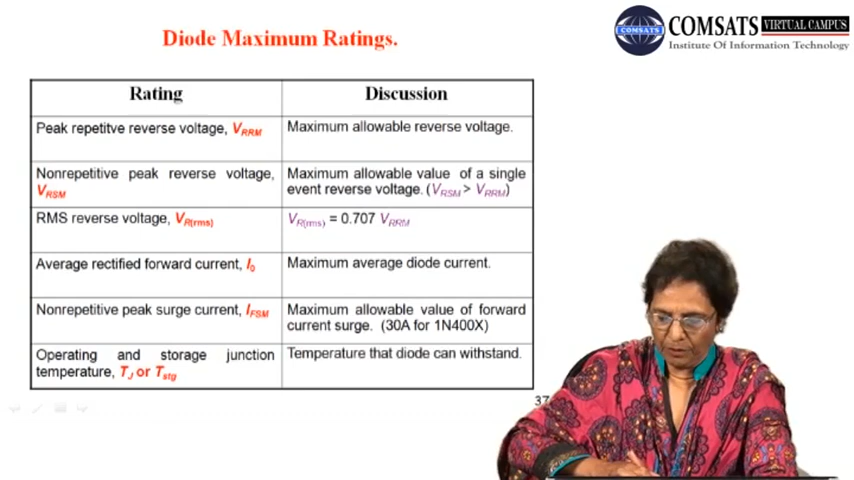 Diode Maximum Ratings.
COMSATS
COMSATS VIRTUAL CAMPUS
Institute Of Information Technology
Rating Discussion
Peak repetitve reverse voltage, VRRM Maximum allowable reverse voltage.
Nonrepetitive peak reverse voltage, Maximum allowable value of a single
VRSM event reverse voltage. (VRSM > VRRM)
RMS reverse voltage, VR(rms) VR(rms) = 0.707 VRRM
Average rectified forward current, I0 Maximum average diode current.
Nonrepetitive peak surge current, IFSM Maximum allowable value of forward
current surge. (30A for 1N400X)
Operating and storage junction Temperature that diode can withstand.
temperature, TJ or Tstg
37